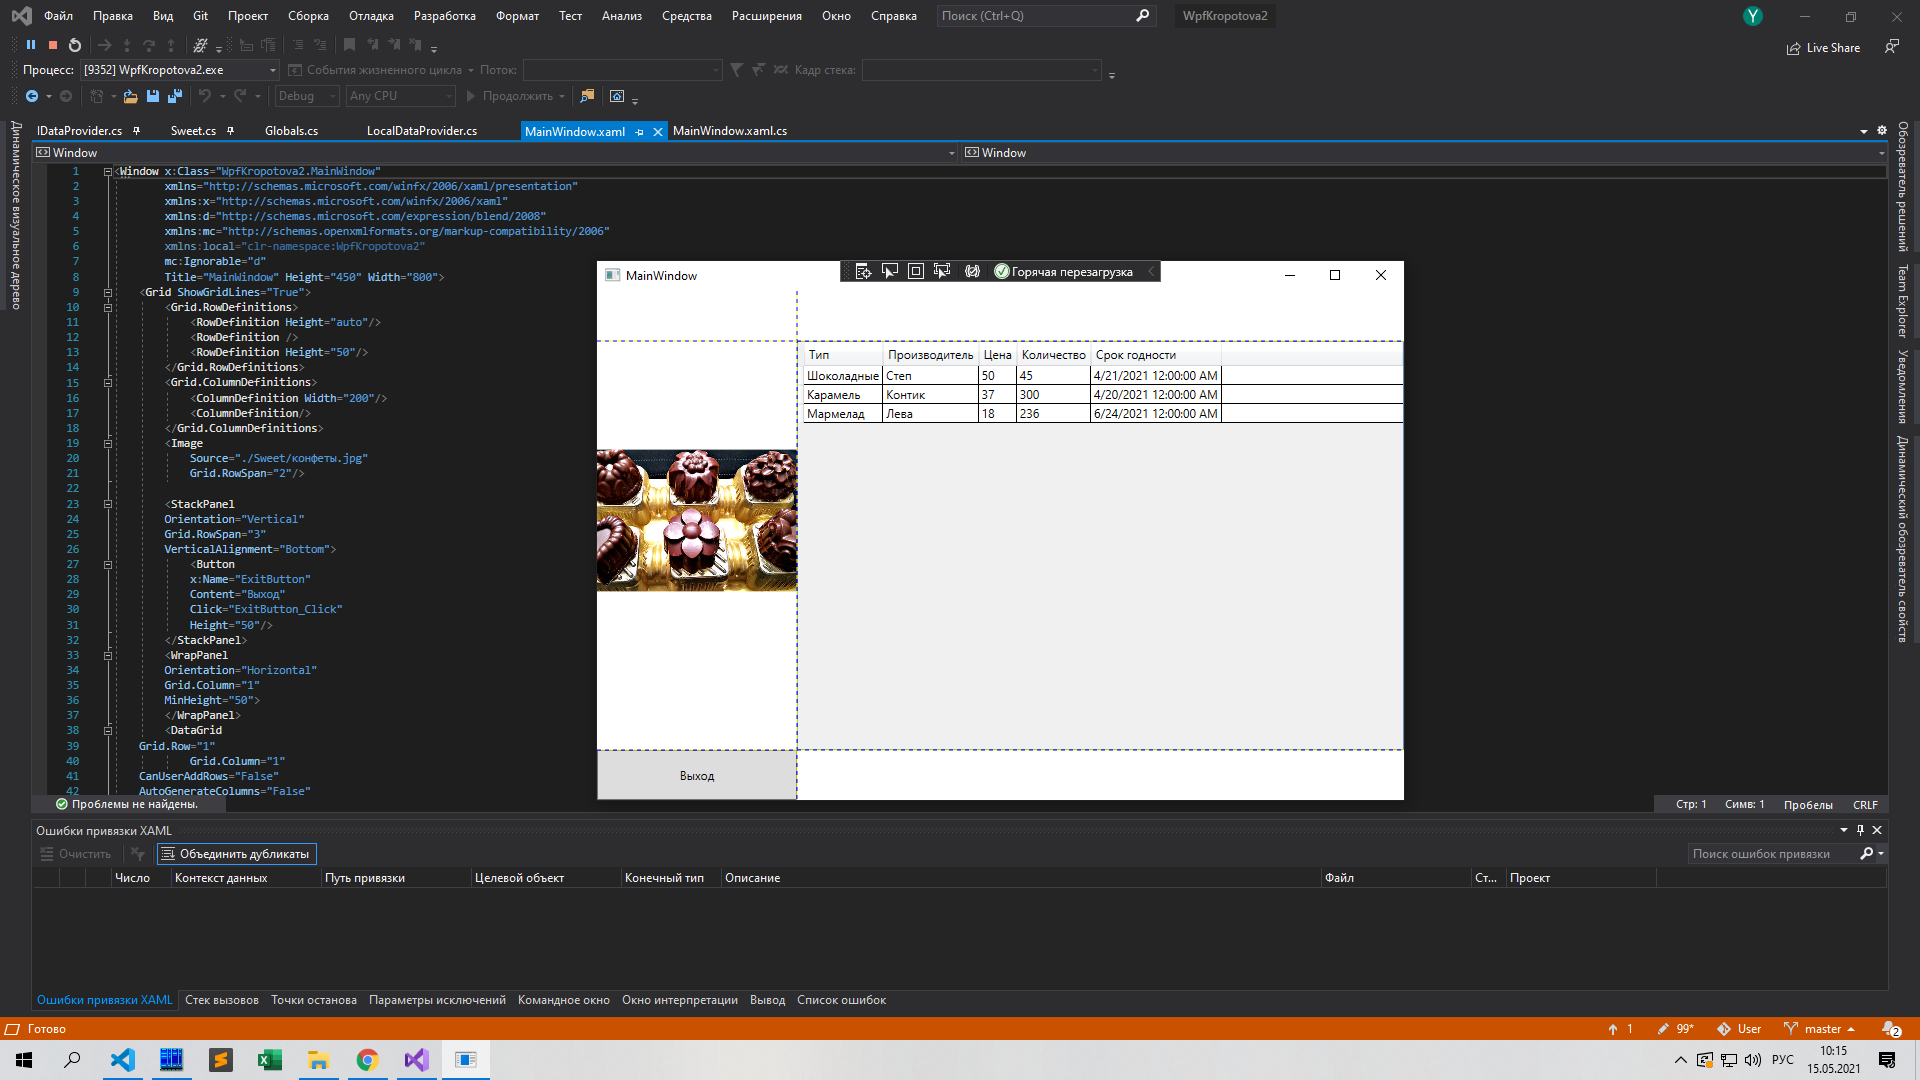 Файл Правка Вид Git Проект Сборка Отладка Разработка Формат Тест Анализ Средства Расширения Окно Справка Поиск (Ctrl+Q) WpfKropotova2 Y
Live Share
Процесс: [9352] WpfKropotova2.exe События жизненного цикла Поток: Кадр стека:
Debug Any CPU Продолжить
IDataProvider.cs Sweet.cs Globals.cs LocalDataProvider.cs MainWindow.xaml MainWindow.xaml.cs
Window Window
Динамическое визуальное дерево
1 <Window x:Class="WpfKropotova2.MainWindow"
2 xmlns="http://schemas.microsoft.com/winfx/2006/xaml/presentation"
3 xmlns:x="http://schemas.microsoft.com/winfx/2006/xaml"
4 xmlns:d="http://schemas.microsoft.com/expression/blend/2008"
5 xmlns:mc="http://schemas.openxmlformats.org/markup-compatibility/2006"
6 xmlns:local="clr-namespace:WpfKropotova2"
7 mc:Ignorable="d"
8 Title="MainWindow" Height="450" Width="800">
9 <Grid ShowGridLines="True">
10 <Grid.RowDefinitions>
11 <RowDefinition Height="auto"/>
12 <RowDefinition />
13 <RowDefinition Height="50"/>
14 </Grid.RowDefinitions>
15 <Grid.ColumnDefinitions>
16 <ColumnDefinition Width="200"/>
17 <ColumnDefinition/>
18 </Grid.ColumnDefinitions>
19 <Image
20 Source="./Sweet/конфеты.jpg"
21 Grid.RowSpan="2"/>
22
23 <StackPanel
24 Orientation="Vertical"
25 Grid.RowSpan="3"
26 VerticalAlignment="Bottom">
27 <Button
28 x:Name="ExitButton"
29 Content="Выход"
30 Click="ExitButton_Click"
31 Height="50"/>
32 </StackPanel>
33 <WrapPanel
34 Orientation="Horizontal"
35 Grid.Column="1"
36 MinHeight="50">
37 </WrapPanel>
38 <DataGrid
39 Grid.Row="1"
40 Grid.Column="1"
41 CanUserAddRows="False"
42 AutoGenerateColumns="False"
MainWindow Горячая перезагрузка
Тип Производитель Цена Количество Срок годности
Шоколадные Степ 50 45 4/21/2021 12:00:00 AM
Карамель Контик 37 300 4/20/2021 12:00:00 AM
Мармелад Лева 18 236 6/24/2021 12:00:00 AM
Выход
Обозреватель решений
Team Explorer
Уведомления
Динамический обозреватель свойств
Проблемы не найдены. Стр: 1 Симв: 1 Пробелы CRLF
Ошибки привязки XAML
Очистить Объединить дубликаты Поиск ошибок привязки
Число Контекст данных Путь привязки Целевой объект Конечный тип Описание Файл Ст... Проект
Ошибки привязки XAML Стек вызовов Точки останова Параметры исключений Командное окно Окно интерпретации Вывод Список ошибок
Готово 1 99* User master 2
РУС 10:15
15.05.2021